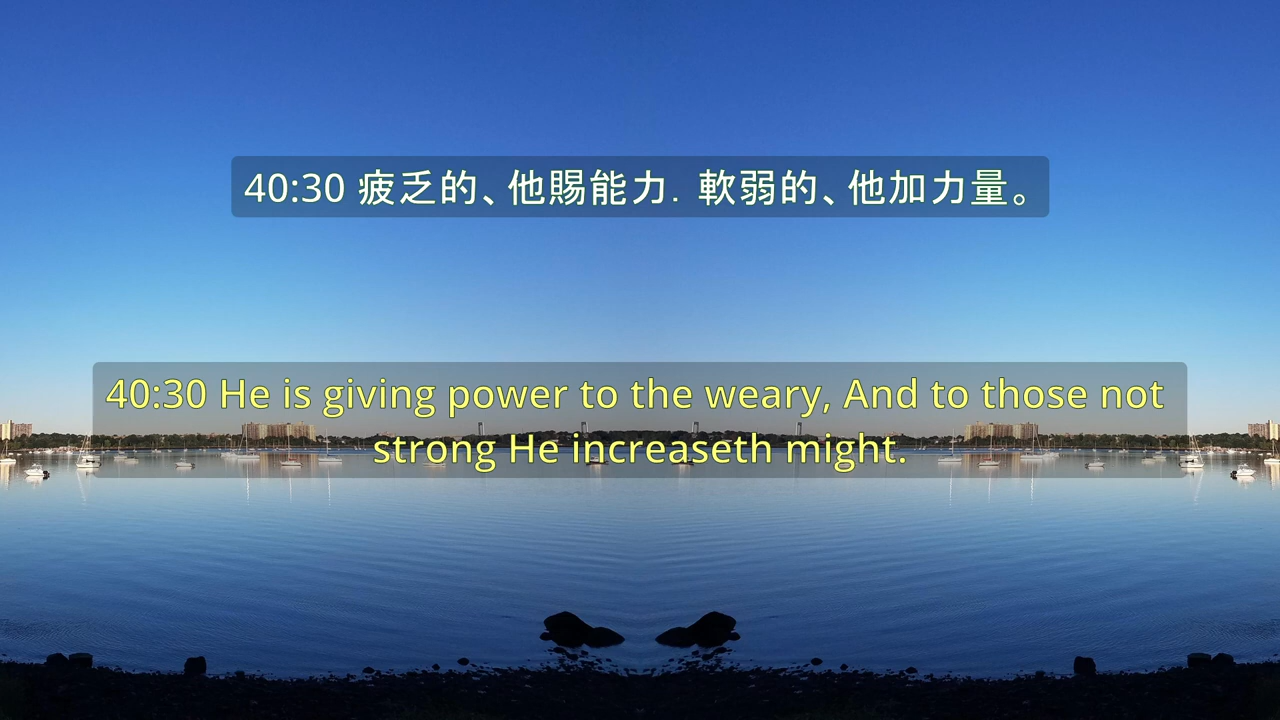 40:30 疲乏的、他賜能力. 軟弱的、他加力量。
40:30 He is giving power to the weary, And to those not
strong He increaseth might.